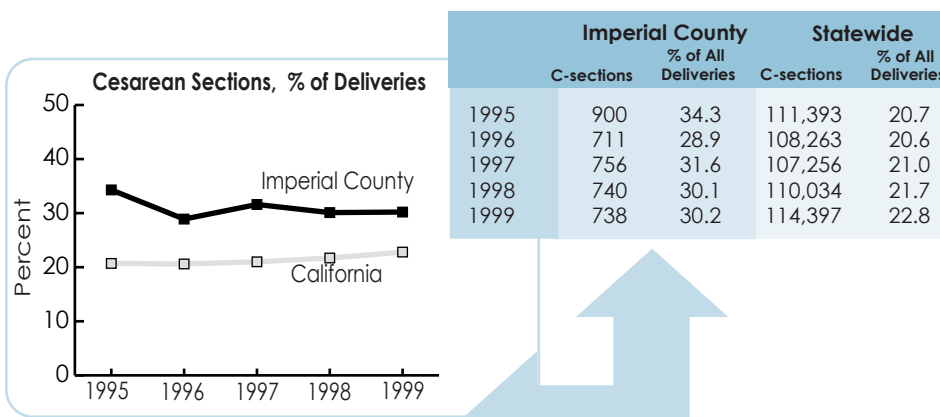 Cesarean Sections, % of Deliveries
50
40
30
20
10
0
Percent
Imperial County
California
1995 1996 1997 1998 1999
Imperial County Statewide
% of All % of All
C-sections Deliveries C-sections Deliveries
1995 900 34.3 111,393 20.7
1996 711 28.9 108,263 20.6
1997 756 31.6 107,256 21.0
1998 740 30.1 110,034 21.7
1999 738 30.2 114,397 22.8